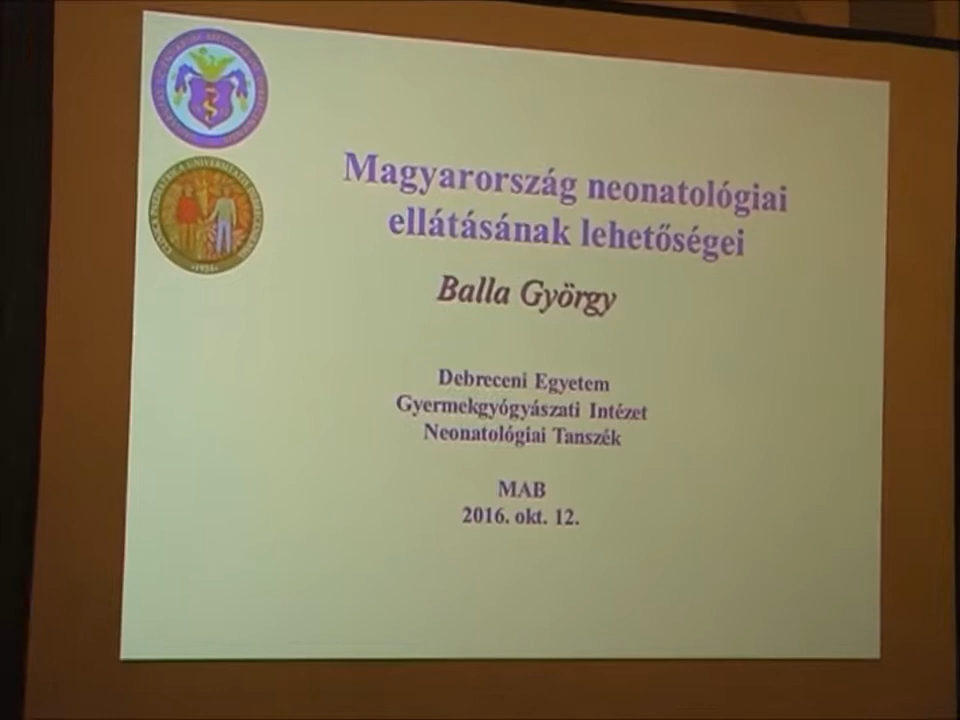 Magyarország neonatológiai
ellátásának lehetőségei
Balla György
Debreceni Egyetem
Gyermekgyógyászati Intézet
Neonatológiai Tanszék
MAB
2016. okt. 12.